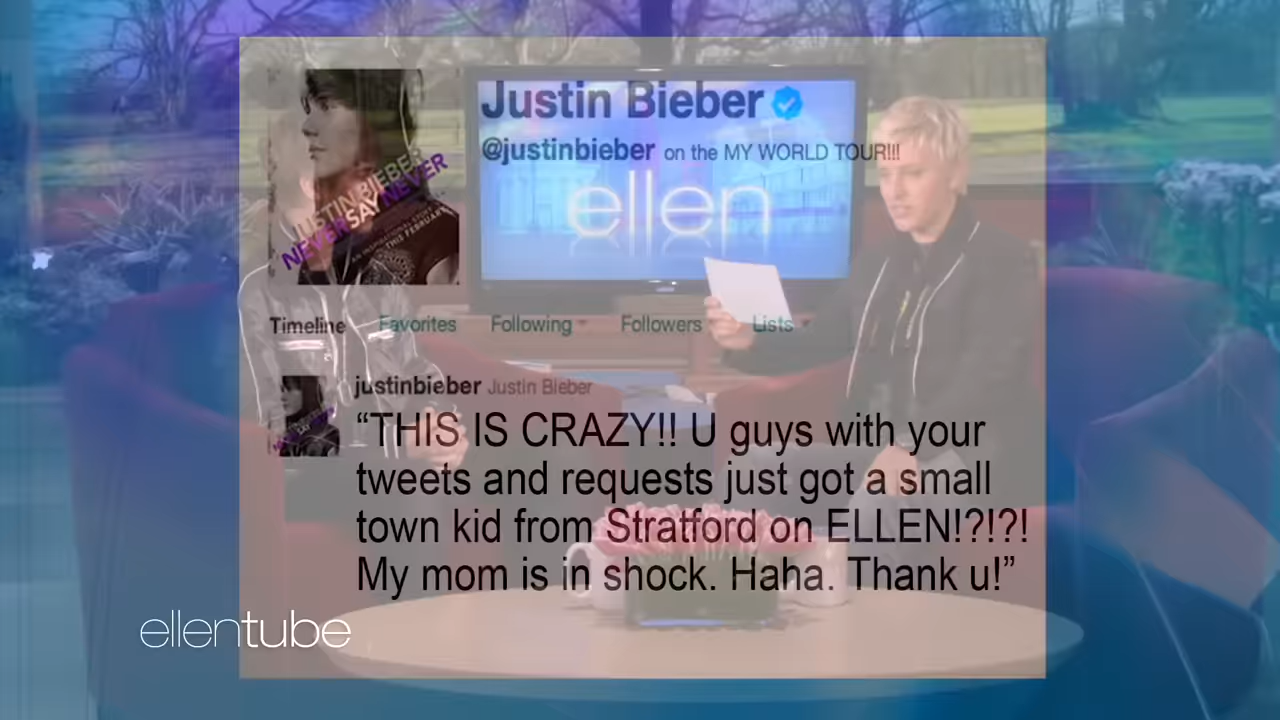 Justin Bieber
@justinbieber on the MY WORLD TOUR!!!
ellen
JUSTIN BIEBER
NEVER SAY NEVER
THIS FEBRUARY
Timeline Favorites Following Followers Lists
justinbieber Justin Bieber
“THIS IS CRAZY!! U guys with your
tweets and requests just got a small
town kid from Stratford on ELLEN!?!?!
My mom is in shock. Haha. Thank u!”
ellentube